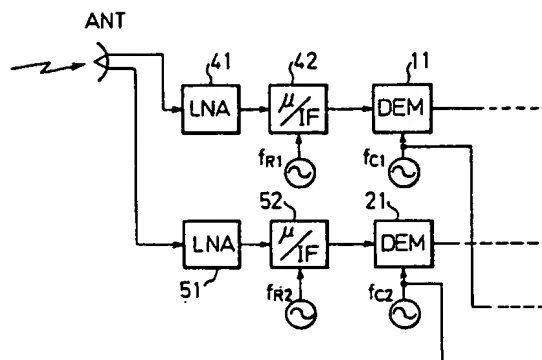 ANT
41
42
11
LNA
μ/IF
DEM
fR1
fC1
52
21
LNA
μ/IF
DEM
51
fR2
fC2